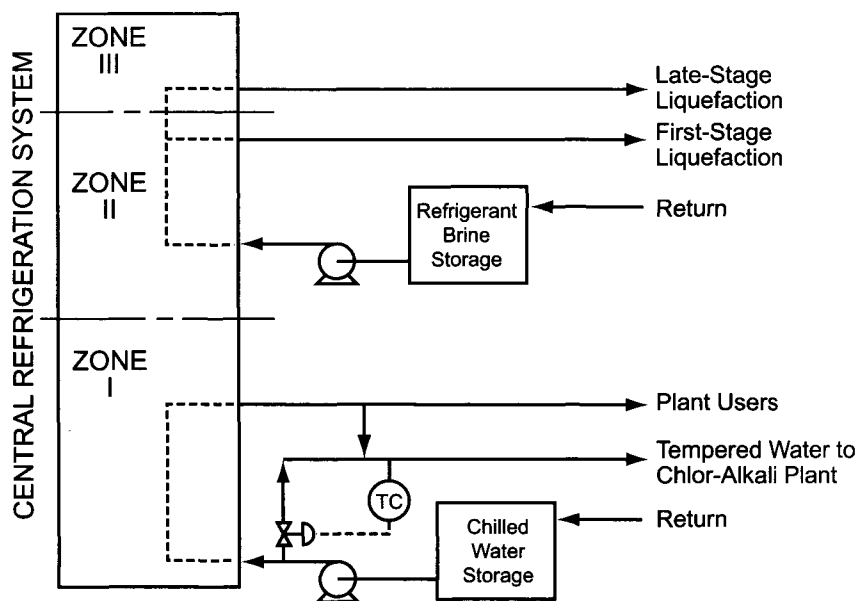 CENTRAL REFRIGERATION SYSTEM
ZONE
III
Late-Stage
Liquefaction
First-Stage
Liquefaction
ZONE
II
Refrigerant
Brine
Storage
Return
ZONE
I
Plant Users
Tempered Water to
Chlor-Alkali Plant
TC
Chilled
Water
Storage
Return